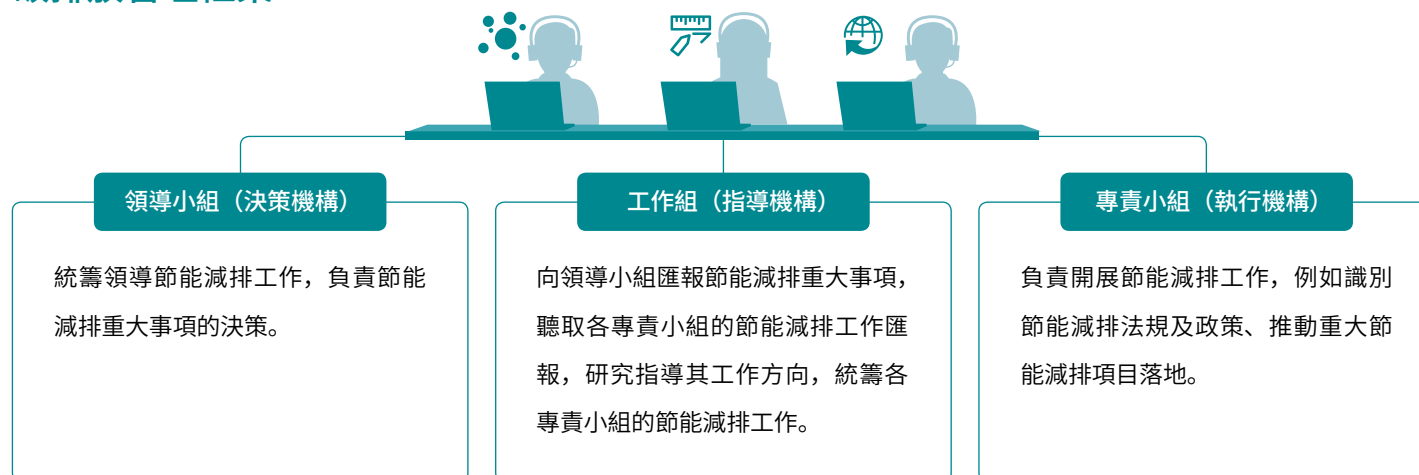 領導小組（決策機構）
統籌領導節能減排工作，負責節能
減排重大事項的決策。
工作組（指導機構）
向領導小組匯報節能減排重大事項，
聽取各專責小組的節能減排工作匯
報，研究指導其工作方向，統籌各
專責小組的節能減排工作。
專責小組（執行機構）
負責開展節能減排工作，例如識別
節能減排法規及政策、推動重大節
能減排項目落地。